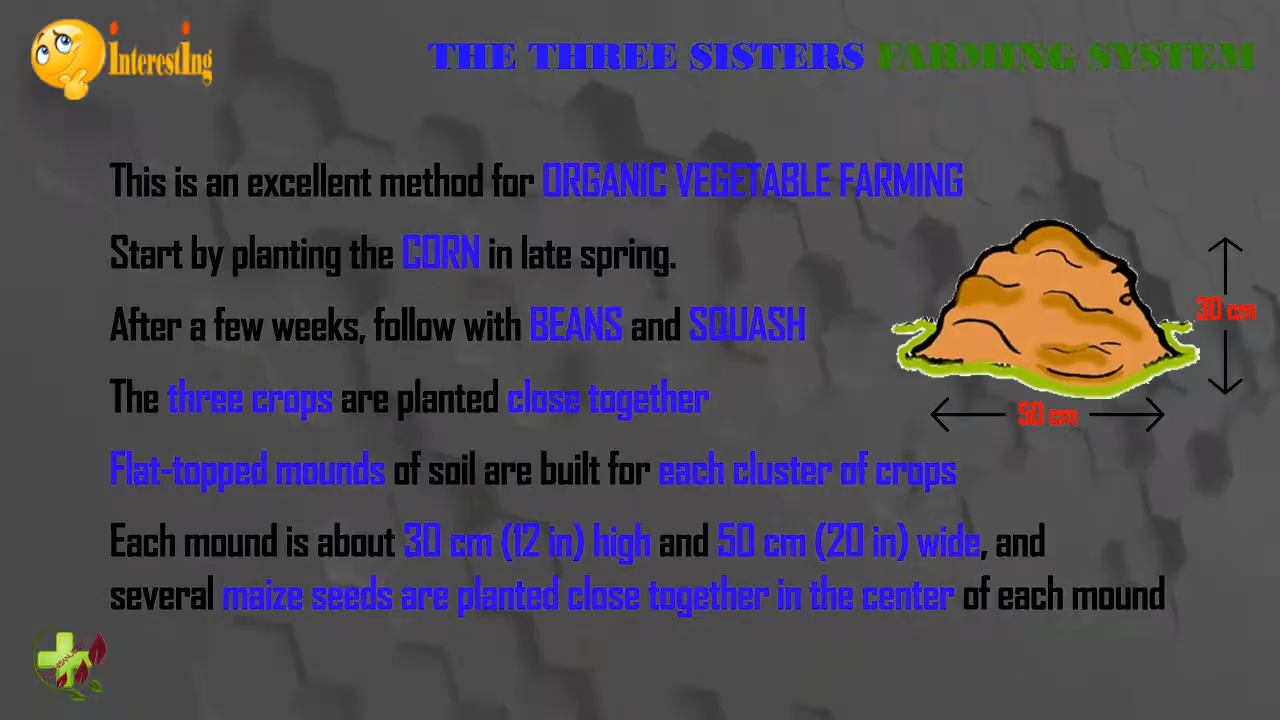 InterestIng
THE THREE SISTERS FARMING SYSTEM
This is an excellent method for ORGANIC VEGETABLE FARMING
Start by planting the CORN in late spring.
After a few weeks, follow with BEANS and SQUASH
The three crops are planted close together
Flat-topped mounds of soil are built for each cluster of crops
Each mound is about 30 cm (12 in) high and 50 cm (20 in) wide, and
several maize seeds are planted close together in the center of each mound
30 cm
50 cm